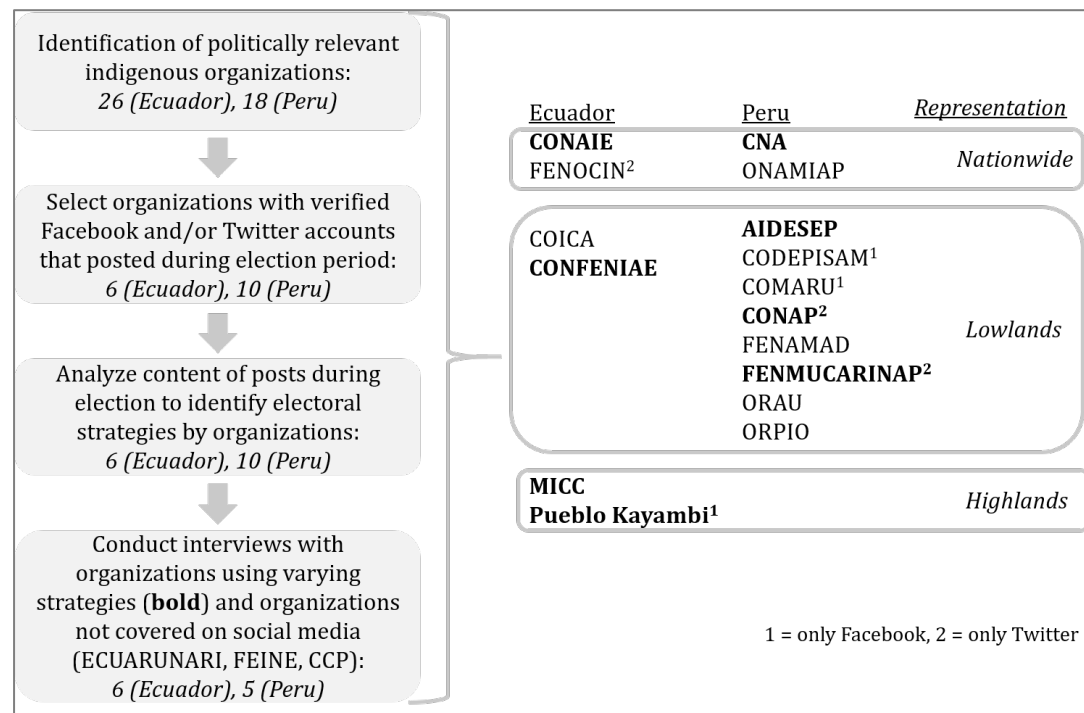 Identification of politically relevant
indigenous organizations:
26 (Ecuador), 18 (Peru)
Select organizations with verified
Facebook and/or Twitter accounts
that posted during election period:
6 (Ecuador), 10 (Peru)
Analyze content of posts during
election to identify electoral
strategies by organizations:
6 (Ecuador), 10 (Peru)
Conduct interviews with
organizations using varying
strategies (bold) and organizations
not covered on social media
(ECUARUNARI, FEINE, CCP):
6 (Ecuador), 5 (Peru)
Ecuador Peru Representation
CONAIE CNA
FENOCIN² ONAMIAP
Nationwide
COICA
CONFENIAE
AIDESEP
CODEPISAM¹
COMARU¹
CONAP²
FENAMAD
FENMUCARINAP²
ORAU
ORPIO
Lowlands
MICC
Pueblo Kayambi¹
Highlands
1 = only Facebook, 2 = only Twitter